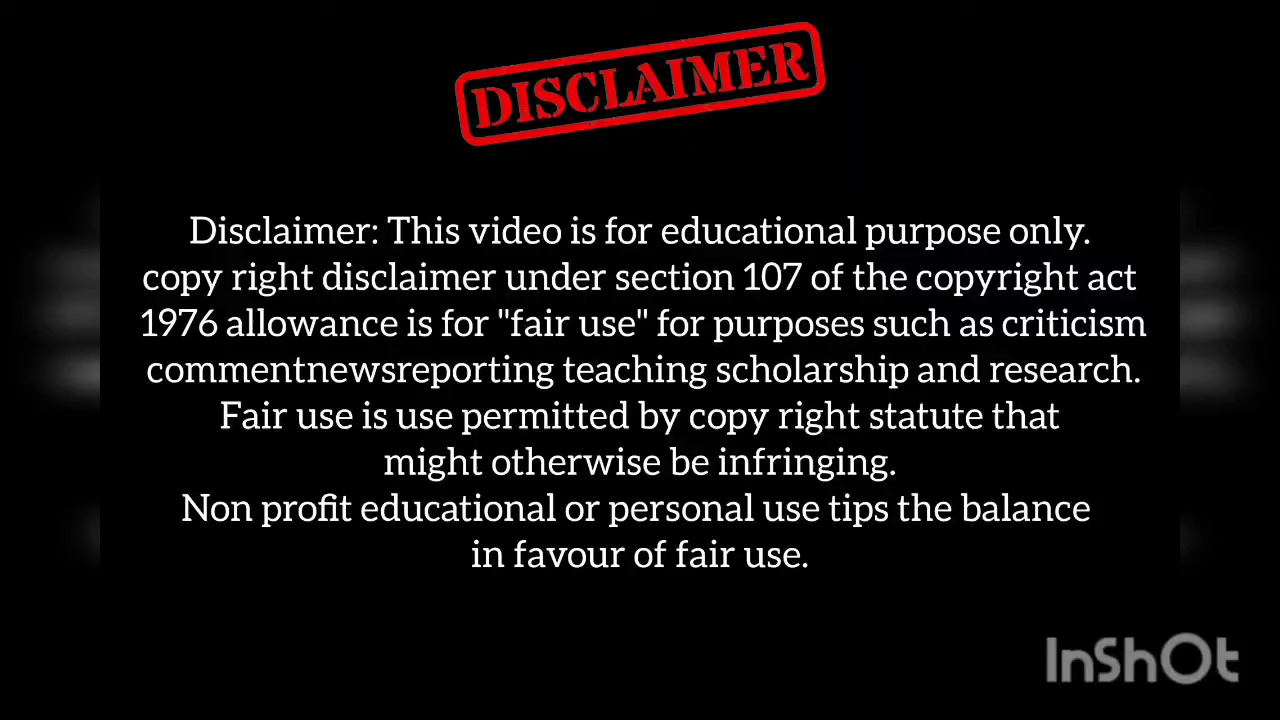 DISCLAIMER
Disclaimer: This video is for educational purpose only.
copy right disclaimer under section 107 of the copyright act
1976 allowance is for "fair use" for purposes such as criticism
commentnewsreporting teaching scholarship and research.
Fair use is use permitted by copy right statute that
might otherwise be infringing.
Non profit educational or personal use tips the balance
in favour of fair use.
InShOt